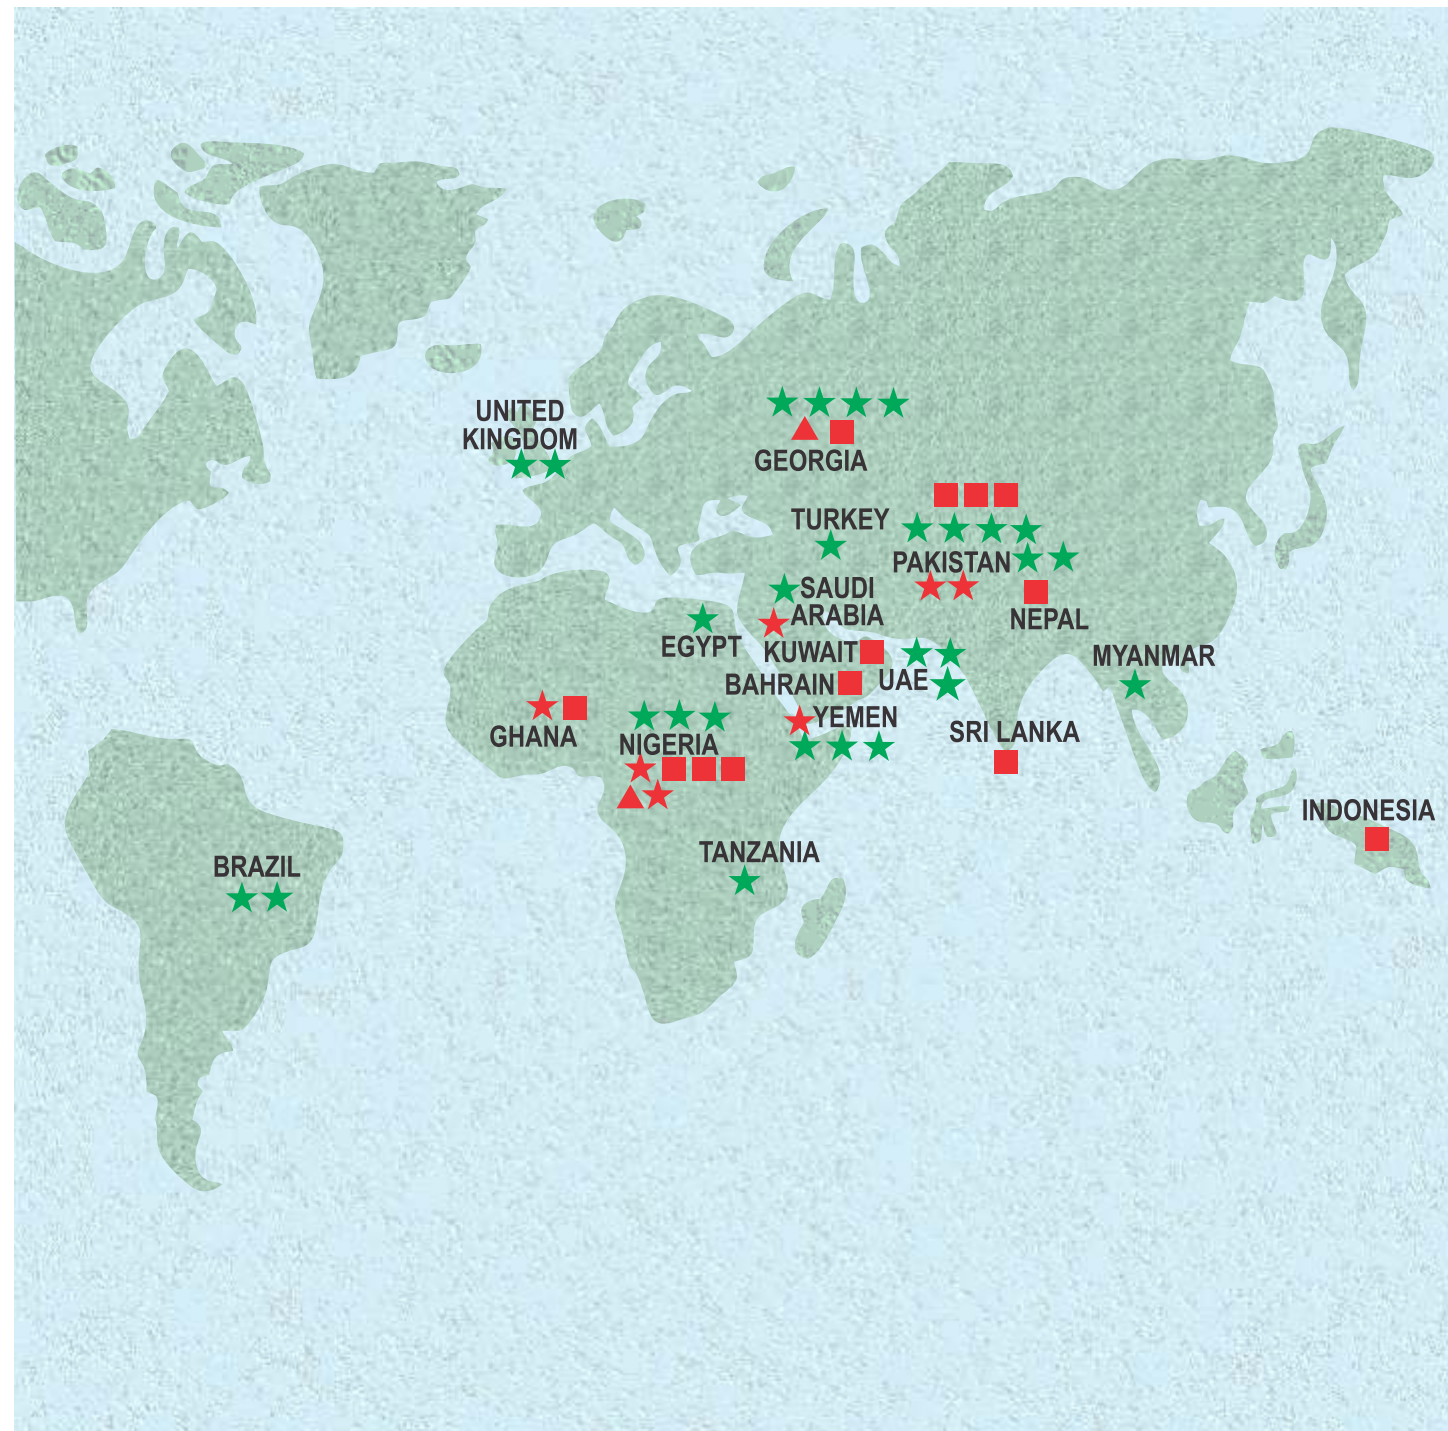 UNITED
KINGDOM
GEORGIA
TURKEY
PAKISTAN
SAUDI
ARABIA
NEPAL
EGYPT
KUWAIT
MYANMAR
BAHRAIN
UAE
YEMEN
GHANA
NIGERIA
SRI LANKA
INDONESIA
TANZANIA
BRAZIL